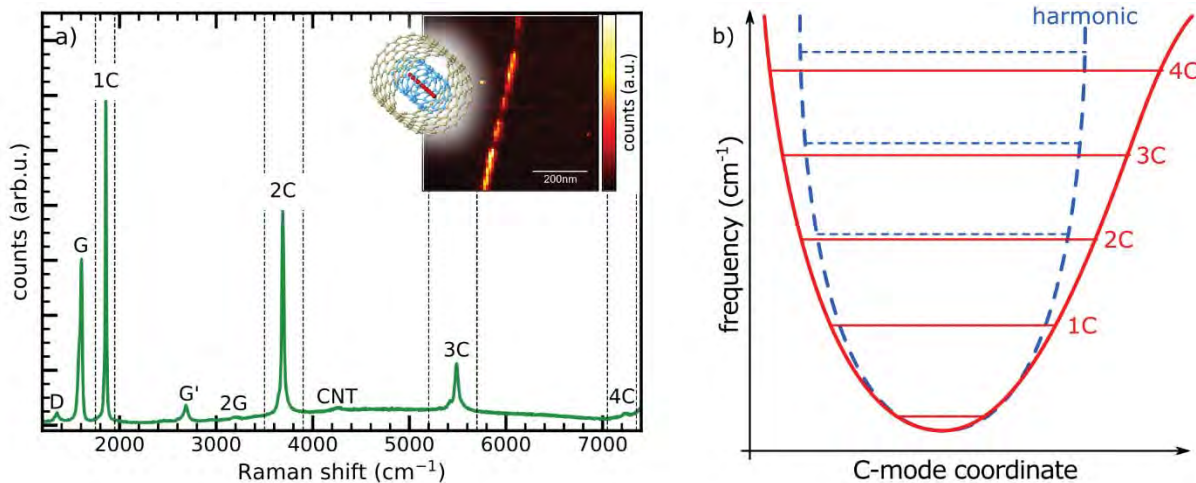 a)
counts (arb.u.)
D
G
1C
G'
2G
2C
CNT
3C
4C
2000
3000
4000
5000
6000
7000
Raman shift (cm⁻¹)
200nm
counts (a.u.)
b)
harmonic
4C
3C
2C
1C
frequency (cm⁻¹)
C-mode coordinate